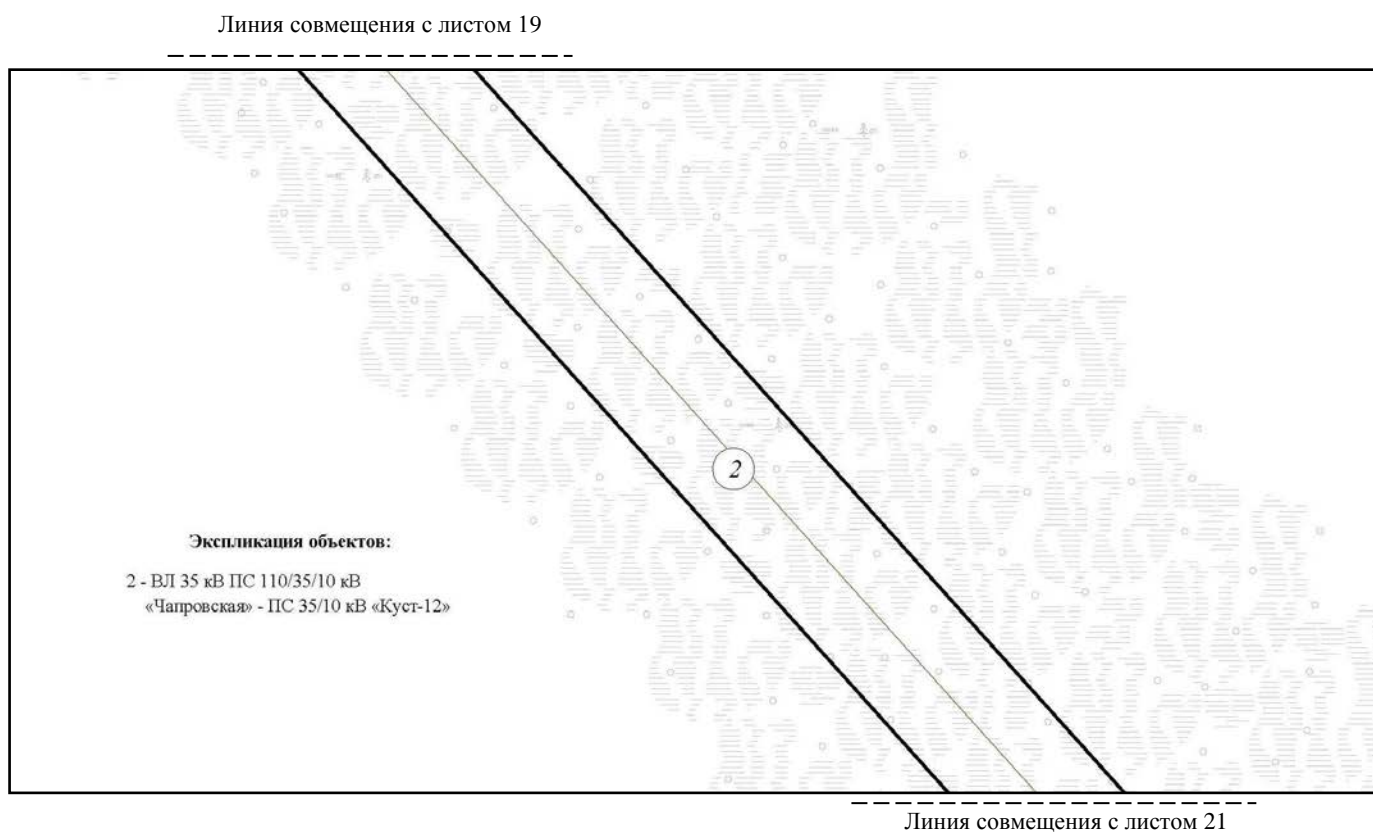 Линия совмещения с листом 19
2
Экспликация объектов:
2 - ВЛ 35 кВ ПС 110/35/10 кВ
«Чапровская» - ПС 35/10 кВ «Куст-12»
Линия совмещения с листом 21